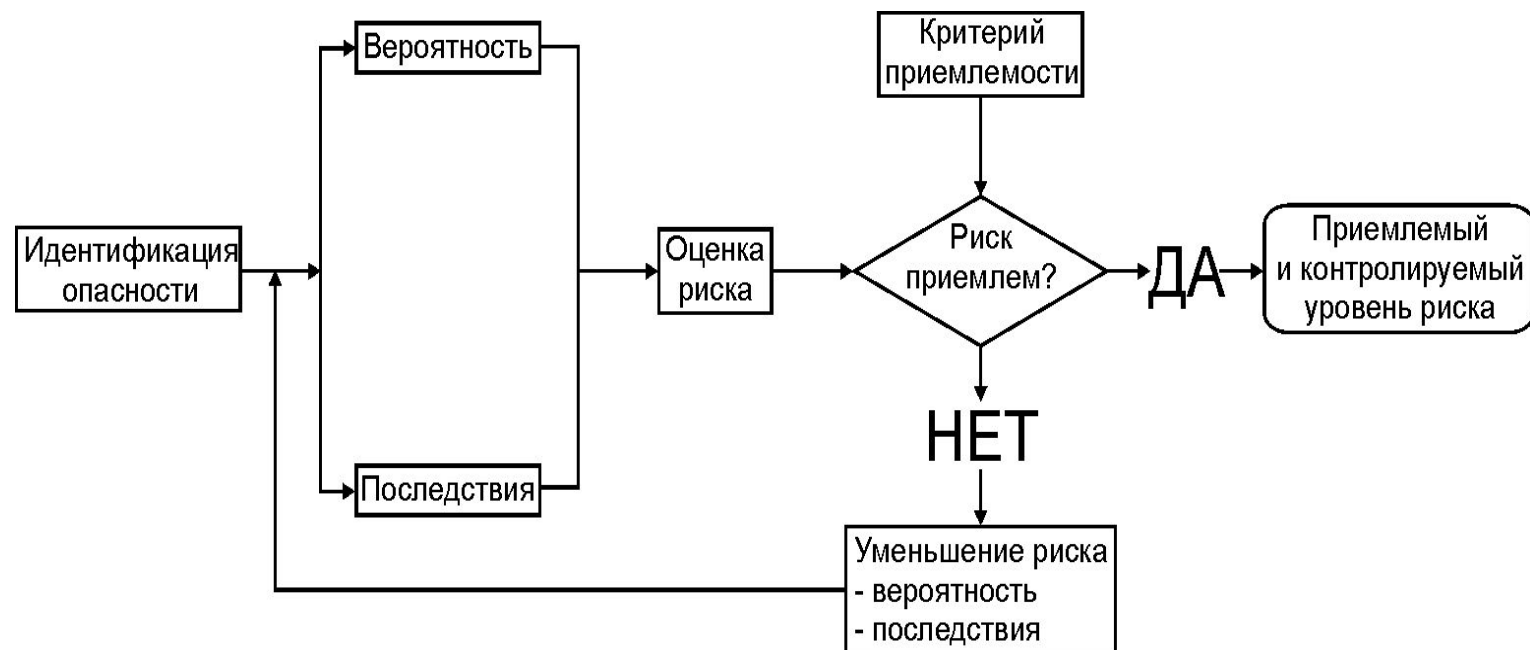 Вероятность
Критерий
приемлемости
Идентификация
опасности
Оценка
риска
Риск
приемлем?
ДА
Приемлемый
и контролируемый
уровень риска
НЕТ
Последствия
Уменьшение риска
- вероятность
- последствия